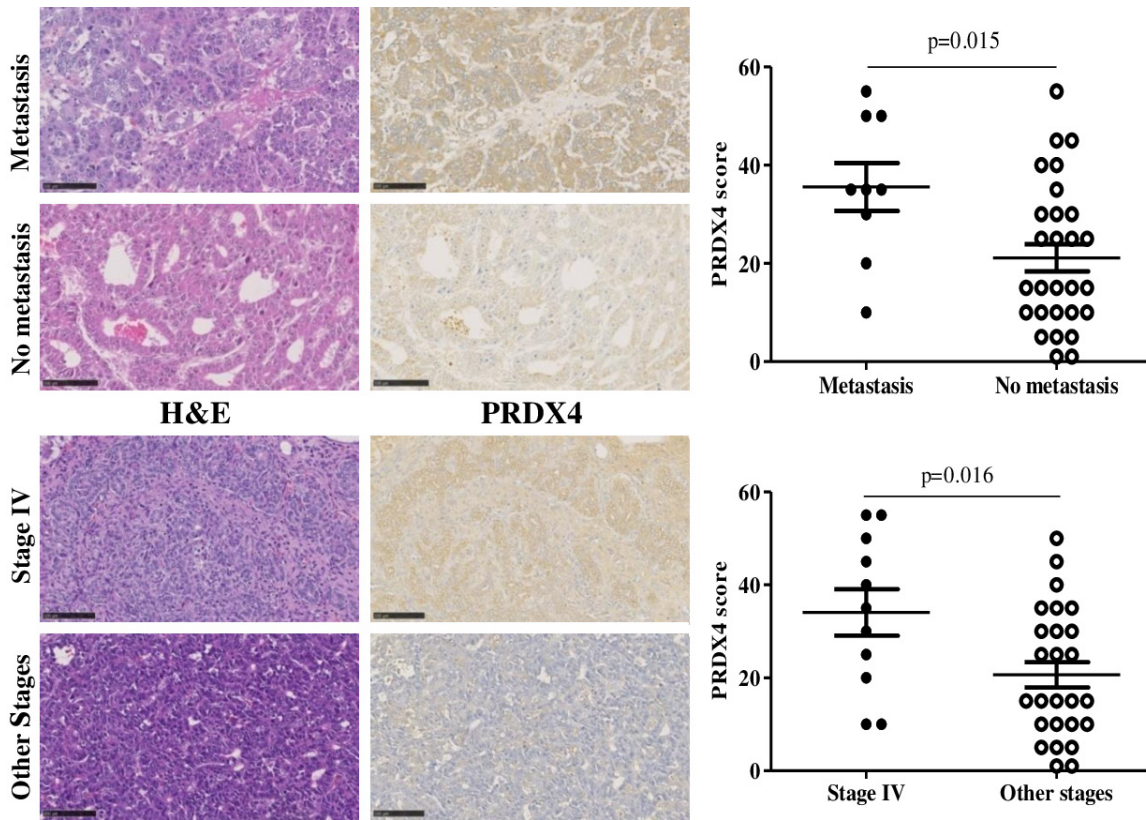 Metastasis
No metastasis
H&E
PRDX4
Stage IV
Other Stages
p=0.015
PRDX4 score
60
40
20
0
Metastasis
No metastasis
p=0.016
PRDX4 score
60
40
20
0
Stage IV
Other stages